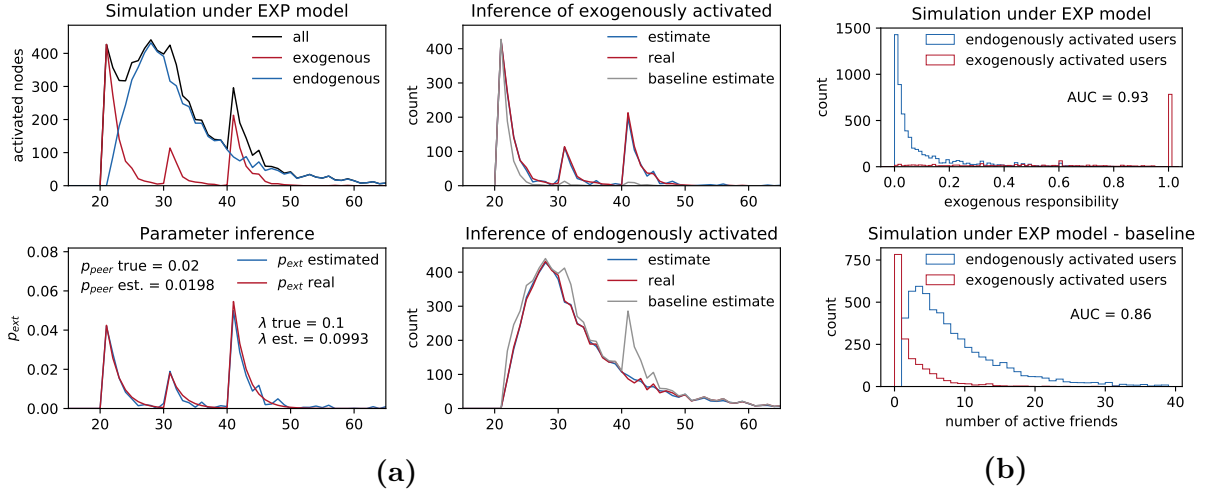 Simulation under EXP model
activated nodes
400
300
200
100
0
20 30 40 50 60
all
exogenous
endogenous
Inference of exogenously activated
count
400
300
200
100
0
20 30 40 50 60
estimate
real
baseline estimate
Simulation under EXP model
count
1500
1000
500
0
0.0 0.2 0.4 0.6 0.8 1.0
exogenous responsibility
endogenously activated users
exogenously activated users
AUC = 0.93
Parameter inference
p_ext
0.08
0.06
0.04
0.02
0.00
20 30 40 50 60
p_peer true = 0.02
p_peer est. = 0.0198
p_ext estimated
p_ext real
λ true = 0.1
λ est. = 0.0993
Inference of endogenously activated
count
400
300
200
100
0
20 30 40 50 60
estimate
real
baseline estimate
Simulation under EXP model - baseline
count
750
500
250
0
0 10 20 30 40
number of active friends
endogenously activated users
exogenously activated users
AUC = 0.86
(a)
(b)